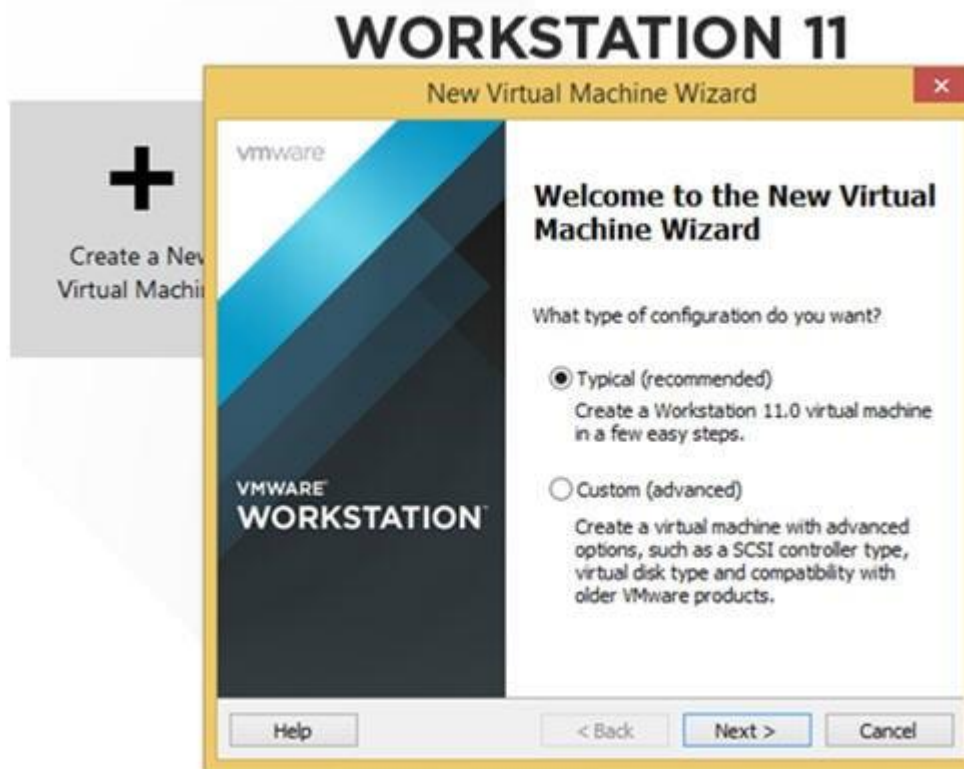 WORKSTATION 11
New Virtual Machine Wizard
Create a New
Virtual Machi
vmware
VMWARE
WORKSTATION
Welcome to the New Virtual
Machine Wizard
What type of configuration do you want?
Typical (recommended)
Create a Workstation 11.0 virtual machine
in a few easy steps.
Custom (advanced)
Create a virtual machine with advanced
options, such as a SCSI controller type,
virtual disk type and compatibility with
older VMware products.
Help
< Back
Next >
Cancel